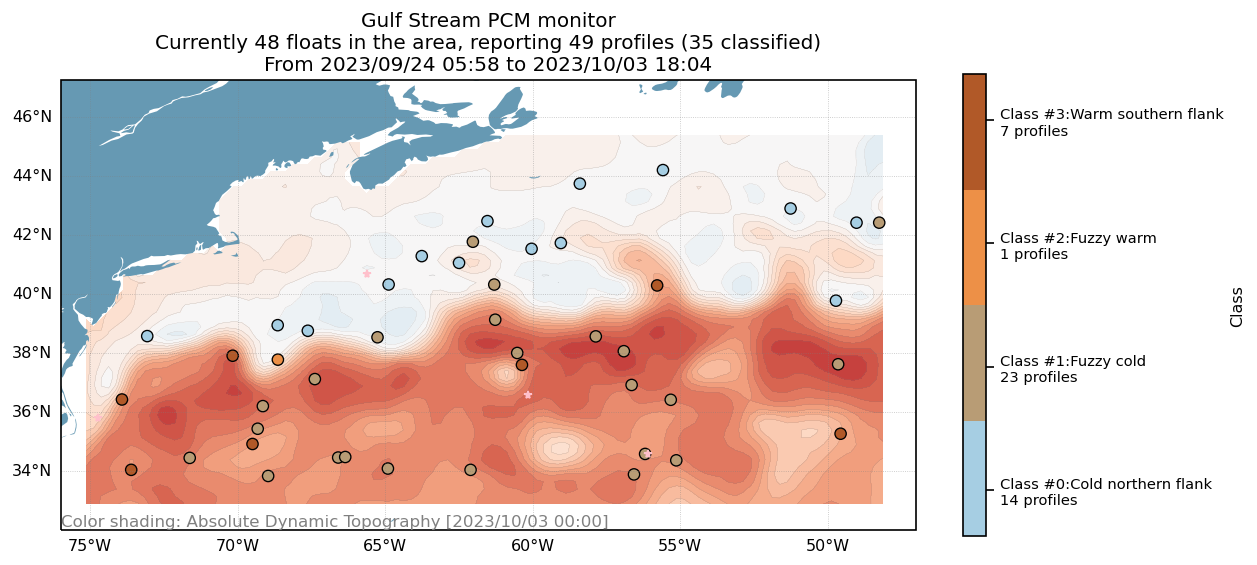 Gulf Stream PCM monitor
Currently 48 floats in the area, reporting 49 profiles (35 classified)
From 2023/09/24 05:58 to 2023/10/03 18:04
46°N
44°N
42°N
40°N
38°N
36°N
34°N
Color shading: Absolute Dynamic Topography [2023/10/03 00:00]
75°W
70°W
65°W
60°W
55°W
50°W
Class #3:Warm southern flank
7 profiles
Class #2:Fuzzy warm
1 profiles
Class #1:Fuzzy cold
23 profiles
Class #0:Cold northern flank
14 profiles
Class